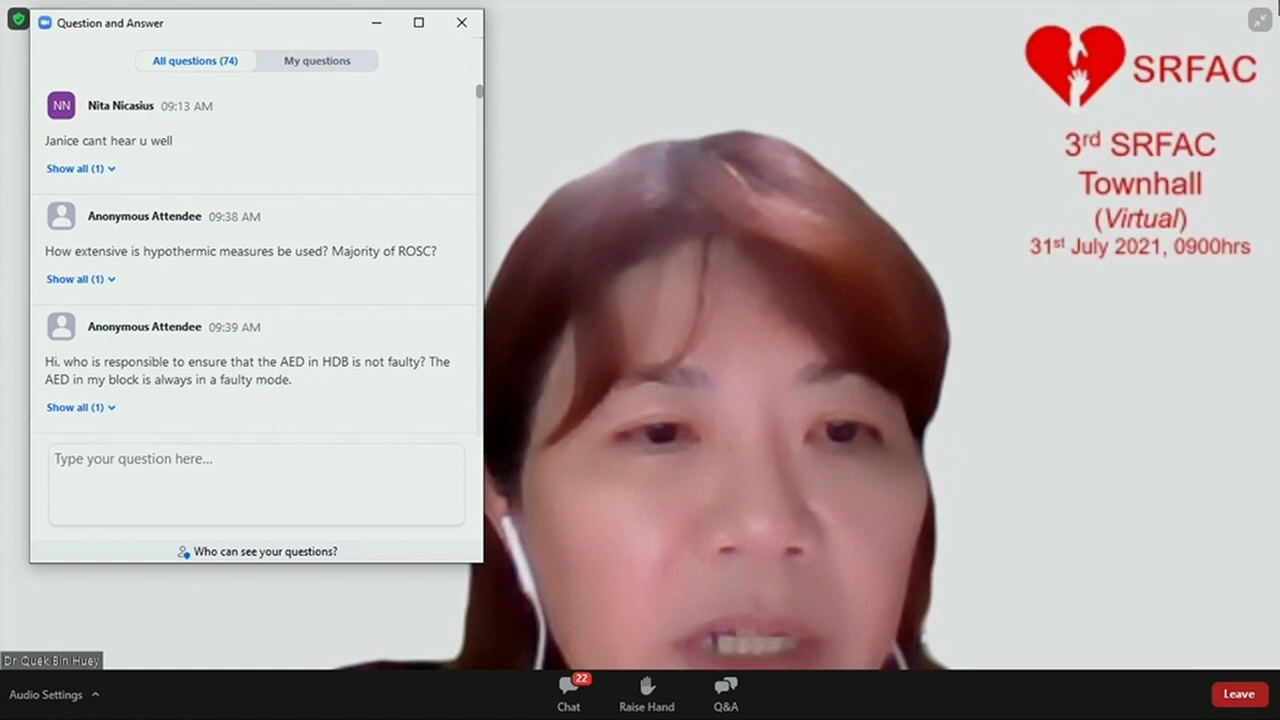 Question and Answer
All questions (74)
My questions
NN
Nita Nicasius 09:13 AM
Janice cant hear u well
Show all (1)
Anonymous Attendee 09:38 AM
How extensive is hypothermic measures be used? Majority of ROSC?
Show all (1)
Anonymous Attendee 09:39 AM
Hi. who is responsible to ensure that the AED in HDB is not faulty? The
AED in my block is always in a faulty mode.
Show all (1)
Type your question here...
Who can see your questions?
SRFAC
3rd SRFAC
Townhall
(Virtual)
31st July 2021, 0900hrs
Dr Quek Bin Huey
Audio Settings
22
Chat
Raise Hand
Q&A
Leave